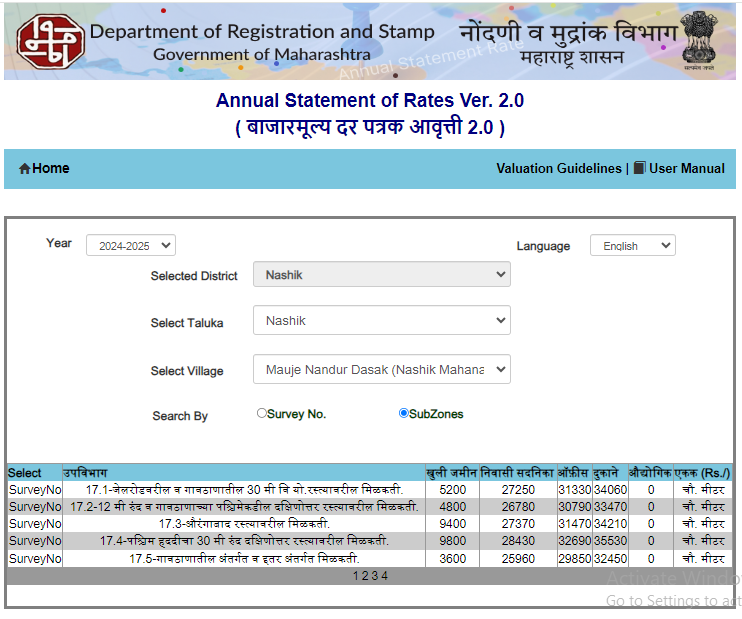 Department of Registration and Stamp
Government of Maharashtra
नोंदणी व मुद्रांक विभाग
महाराष्ट्र शासन
Annual Statement Rate
Annual Statement of Rates Ver. 2.0
( बाजारमूल्य दर पत्रक आवृत्ती 2.0 )
Home Valuation Guidelines | User Manual
Year 2024-2025 Language English
Selected District Nashik
Select Taluka Nashik
Select Village Mauje Nandur Dasak (Nashik Mahana
Search By Survey No. SubZones
Select उपविभाग खुली जमीन निवासी सदनिका ऑफ़ीस दुकाने औद्योगिक एकक (Rs./)
SurveyNo 17.1-जेलरोडवरील व गावठाणातील 30 मी वि यो.रस्त्यावरील मिळकती. 5200 27250 31330 34060 0 चौ. मीटर
SurveyNo 17.2-12 मी रुंद व गावठाणाच्या पश्चिमेकडील दक्षिणोत्तर रस्त्यावरील मिळकती. 4800 26780 30790 33470 0 चौ. मीटर
SurveyNo 17.3-औरंगाबाद रस्त्यावरील मिळकती. 9400 27370 31470 34210 0 चौ. मीटर
SurveyNo 17.4-पश्चिम हद्दीचा 30 मी रुंद दक्षिणोत्तर रस्त्यावरील मिळकती. 9800 28430 32690 35530 0 चौ. मीटर
SurveyNo 17.5-गावठाणातील अंतर्गत व इतर अंतर्गत मिळकती. 3600 25960 29850 32450 0 चौ. मीटर
1 2 3 4
Activate Windo
Go to Settings to act